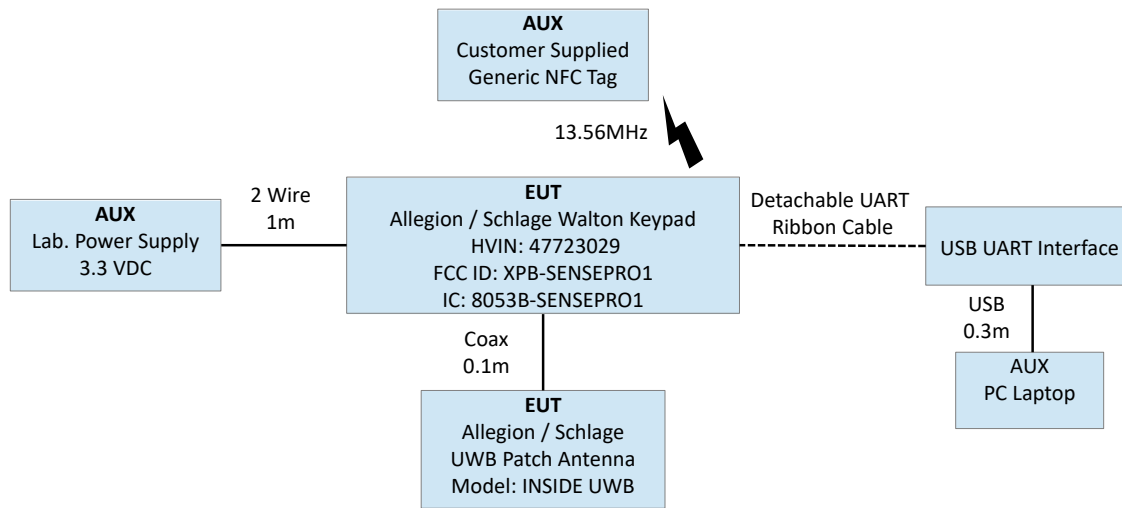 AUX
Customer Supplied
Generic NFC Tag
13.56MHz
2 Wire
1m
AUX
Lab. Power Supply
3.3 VDC
EUT
Allegion / Schlage Walton Keypad
HVIN: 47723029
FCC ID: XPB-SENSEPRO1
IC: 8053B-SENSEPRO1
Detachable UART
Ribbon Cable
USB UART Interface
USB
0.3m
AUX
PC Laptop
Coax
0.1m
EUT
Allegion / Schlage
UWB Patch Antenna
Model: INSIDE UWB